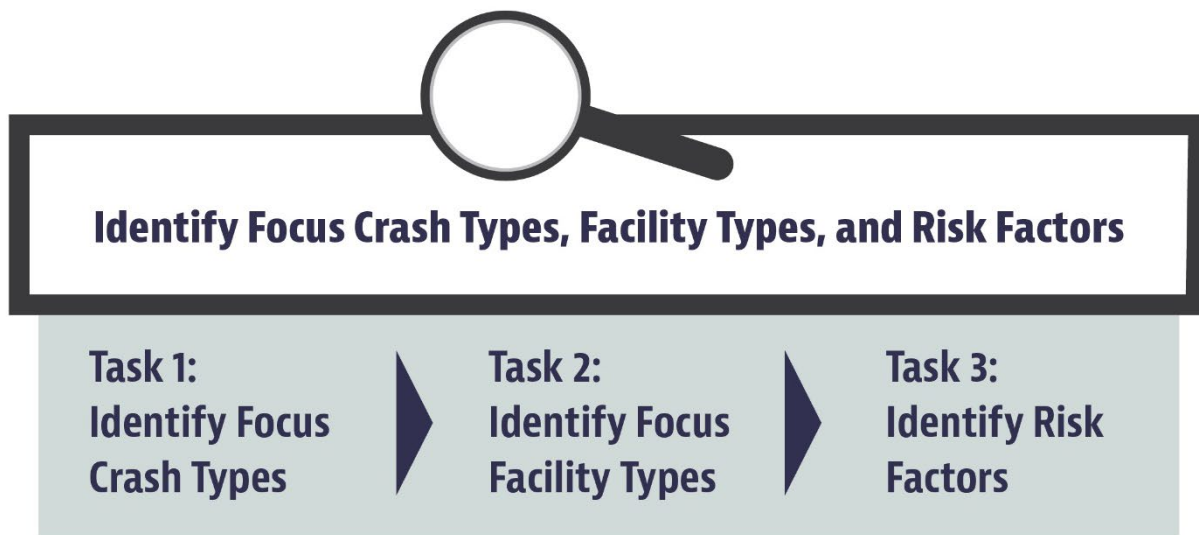 Identify Focus Crash Types, Facility Types, and Risk Factors
Task 1:
Identify Focus
Crash Types
Task 2:
Identify Focus
Facility Types
Task 3:
Identify Risk
Factors